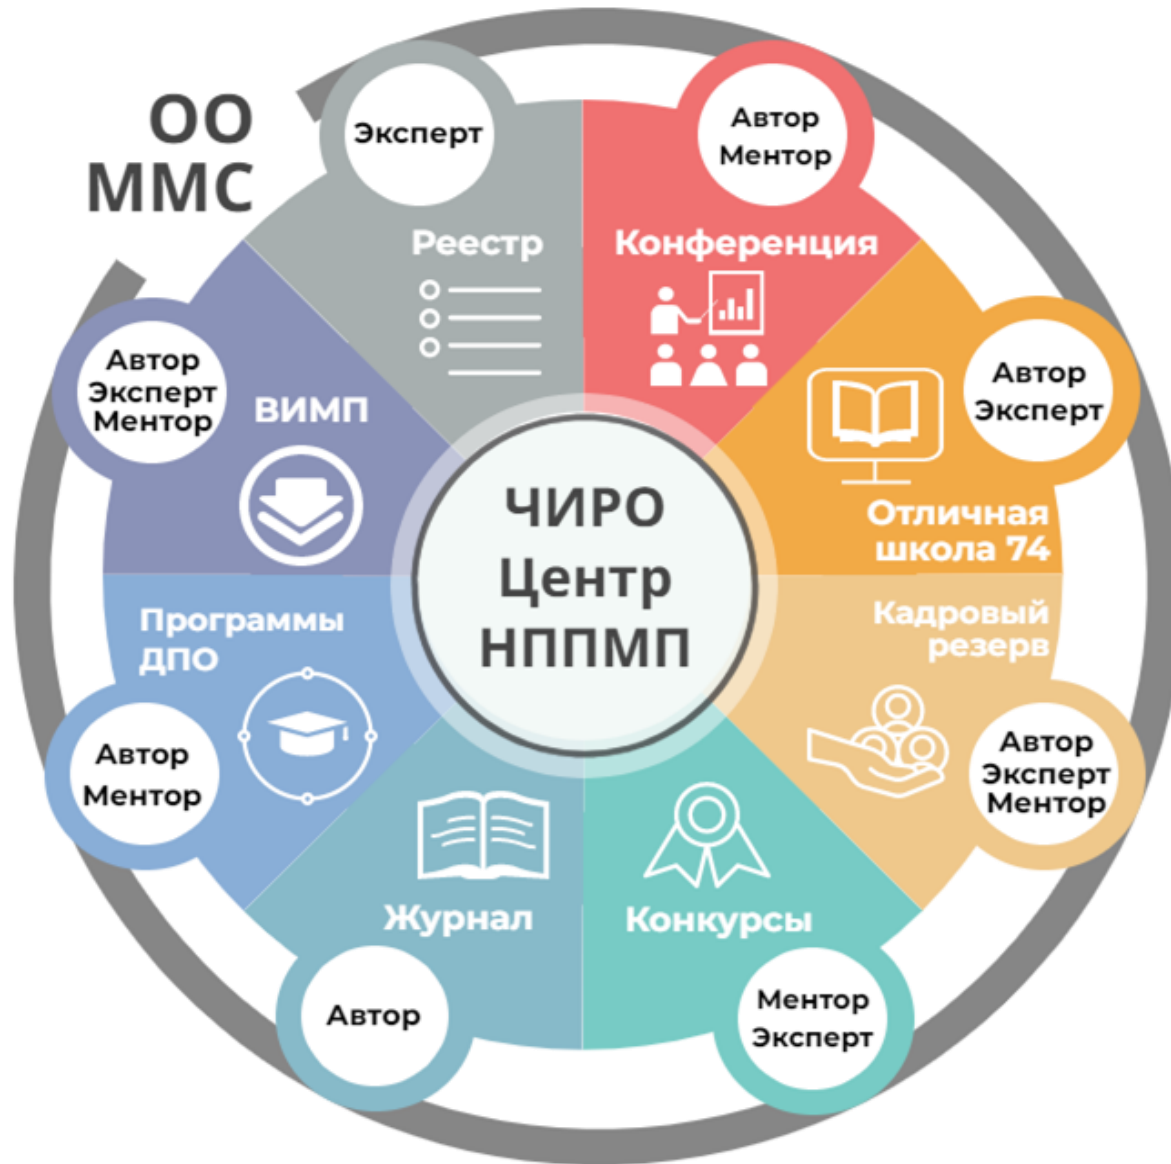 ОО
ММС
Эксперт
Реестр
Автор
Ментор
Конференция
Автор
Эксперт
Отличная
школа 74
Кадровый
резерв
Автор
Эксперт
Ментор
Конкурсы
Ментор
Эксперт
Журнал
Автор
Программы
ДПО
Автор
Ментор
ВИМП
Автор
Эксперт
Ментор
ЧИРО
Центр
НППМП